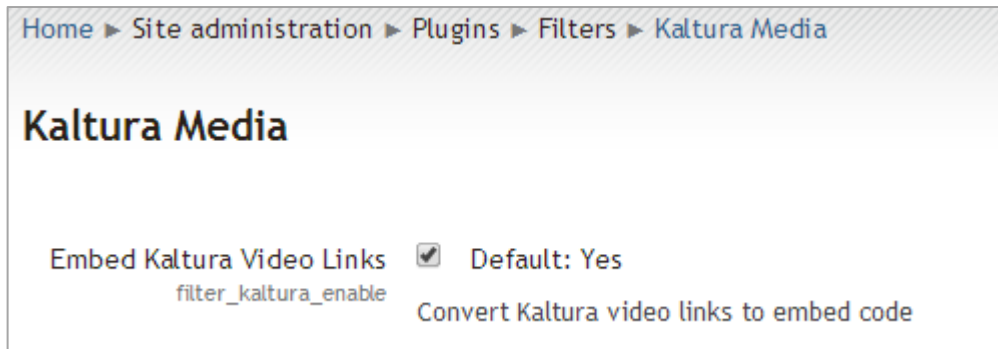 Home ► Site administration ► Plugins ► Filters ► Kaltura Media
Kaltura Media
Embed Kaltura Video Links Default: Yes
filter_kaltura_enable
Convert Kaltura video links to embed code